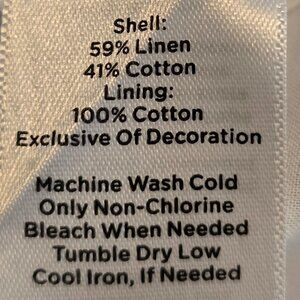 Shell:
59% Linen
41% Cotton
Lining:
100% Cotton
Exclusive Of Decoration
Machine Wash Cold
Only Non-Chlorine
Bleach When Needed
Tumble Dry Low
Cool Iron, If Needed